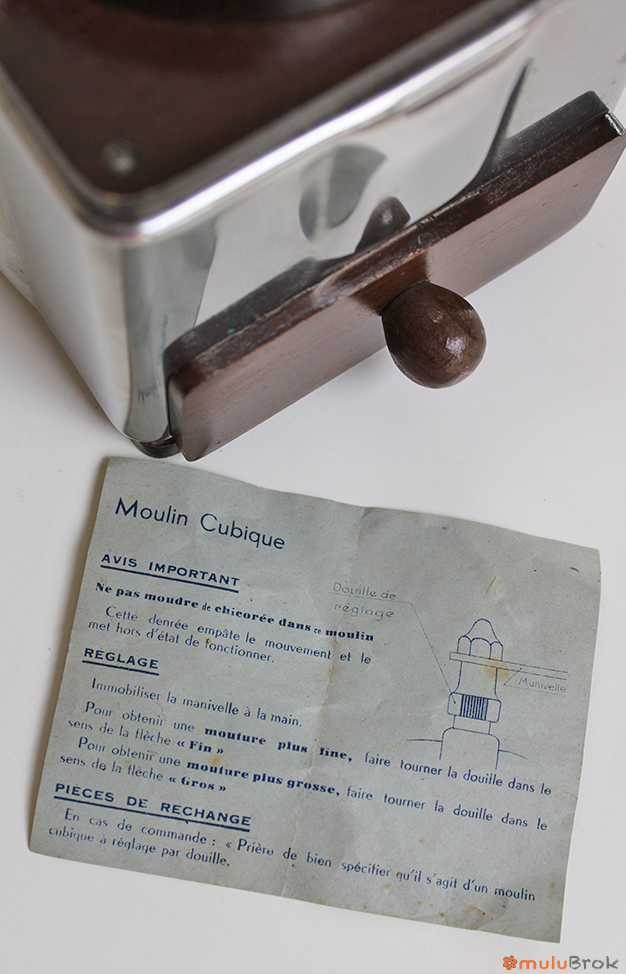 Moulin Cubique
AVIS IMPORTANT
Ne pas moudre de chicorée dans ce moulin
Cette denrée empâte le mouvement et le
met hors d'état de fonctionner.
Douille de
réglage
Manivelle
RÉGLAGE
Immobiliser la manivelle à la main.
Pour obtenir une mouture plus fine, faire tourner la douille dans le
sens de la flèche « Fin »
Pour obtenir une mouture plus grosse, faire tourner la douille dans le
sens de la flèche « Gros »
PIÈCES DE RECHANGE
En cas de commande : « Prière de bien spécifier qu'il s'agit d'un moulin
cubique à réglage par douille.
muluBrok